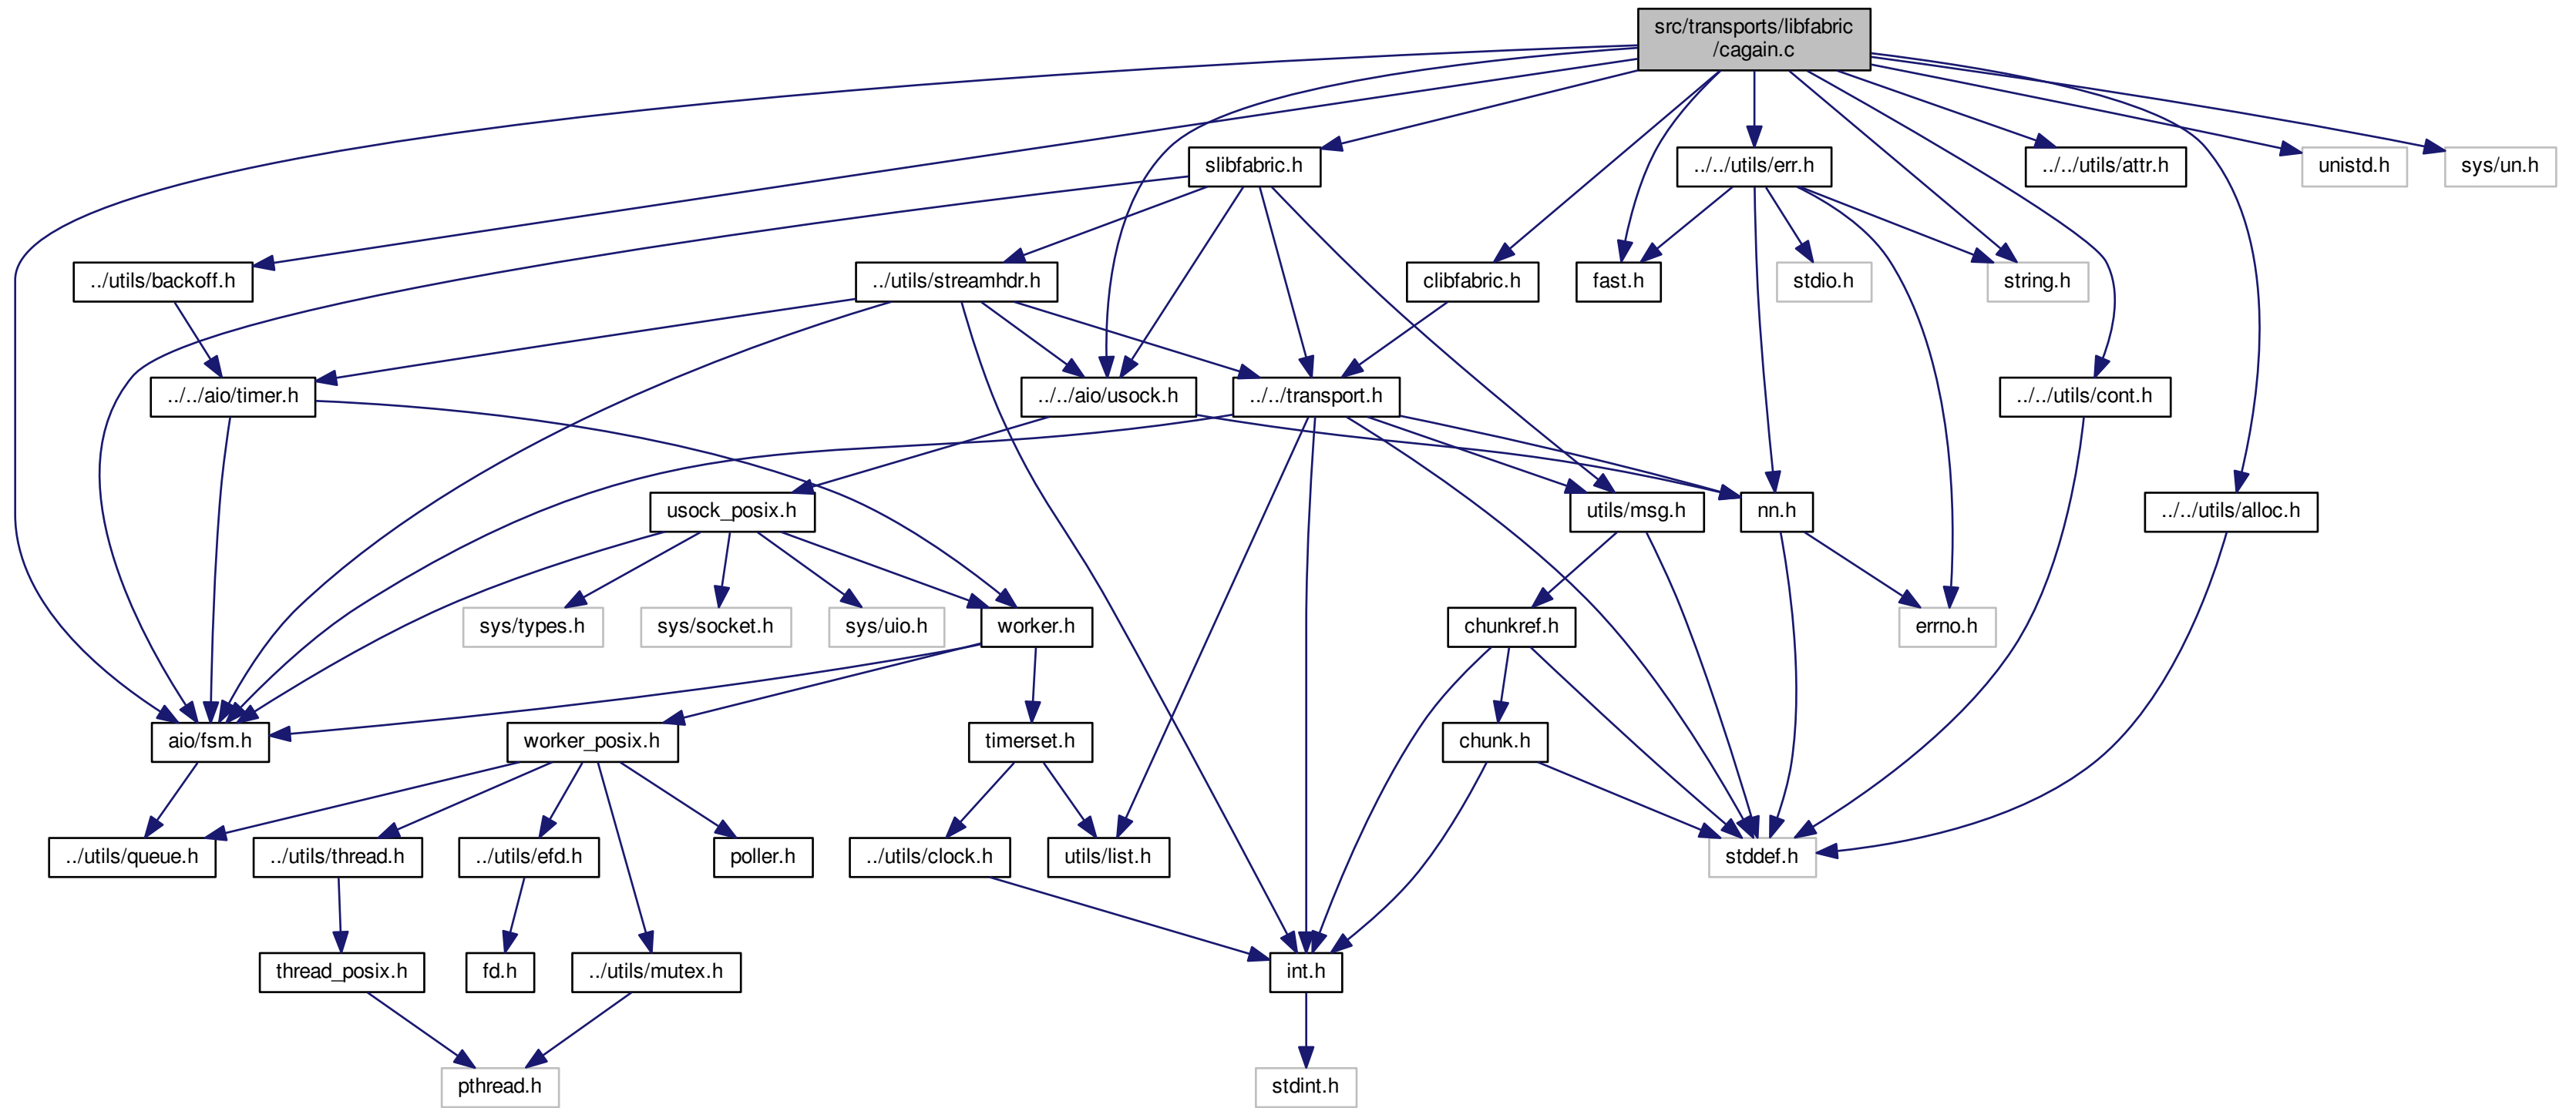 src/transports/libfabric
/cagain.c
slibfabric.h
../../utils/err.h
../../utils/attr.h
unistd.h
sys/un.h
../utils/backoff.h
../utils/streamhdr.h
clibfabric.h
fast.h
stdio.h
string.h
../../aio/timer.h
../../aio/usock.h
../../transport.h
../../utils/cont.h
usock_posix.h
utils/msg.h
nn.h
../../utils/alloc.h
sys/types.h
sys/socket.h
sys/uio.h
worker.h
chunkref.h
errno.h
aio/fsm.h
worker_posix.h
timerset.h
chunk.h
../utils/queue.h
../utils/thread.h
../utils/efd.h
poller.h
../utils/clock.h
utils/list.h
stddef.h
thread_posix.h
fd.h
../utils/mutex.h
int.h
pthread.h
stdint.h